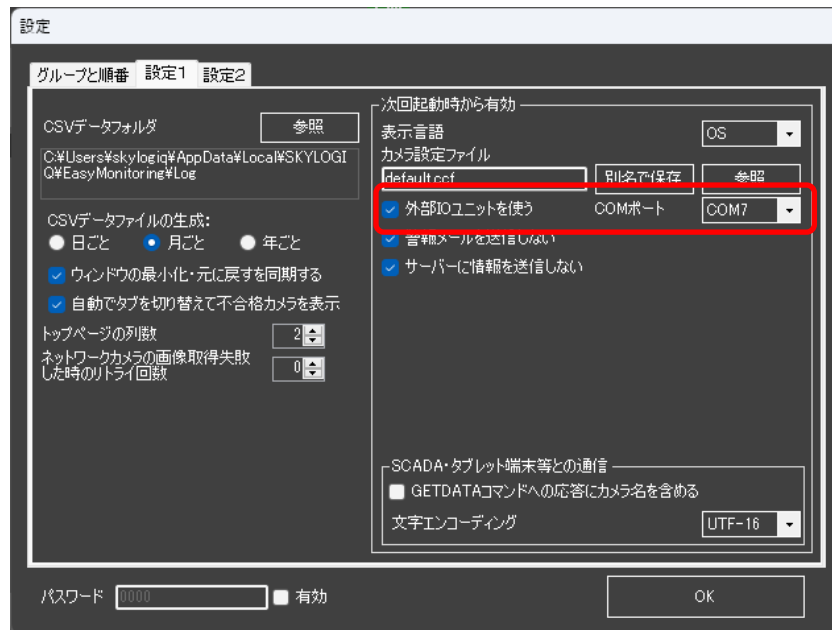 設定
グループと順番 設定1 設定2
CSVデータフォルダ 参照
C:¥Users¥skylogiq¥AppData¥Local¥SKYLOGI
Q¥EasyMonitoring¥Log
CSVデータファイルの生成:
日ごと 月ごと 年ごと
ウィンドウの最小化・元に戻すを同期する
自動でタブを切り替えて不合格カメラを表示
トップページの列数 2
ネットワークカメラの画像取得失敗
した時のリトライ回数 0
次回起動時から有効
表示言語 OS
カメラ設定ファイル
default.ccf 別名で保存 参照
外部IOユニットを使う COMポート COM7
警報メールを送信しない
サーバーに情報を送信しない
SCADA・タブレット端末等との通信
GETDATAコマンドへの応答にカメラ名を含める
文字エンコーディング UTF-16
パスワード 0000 有効 OK